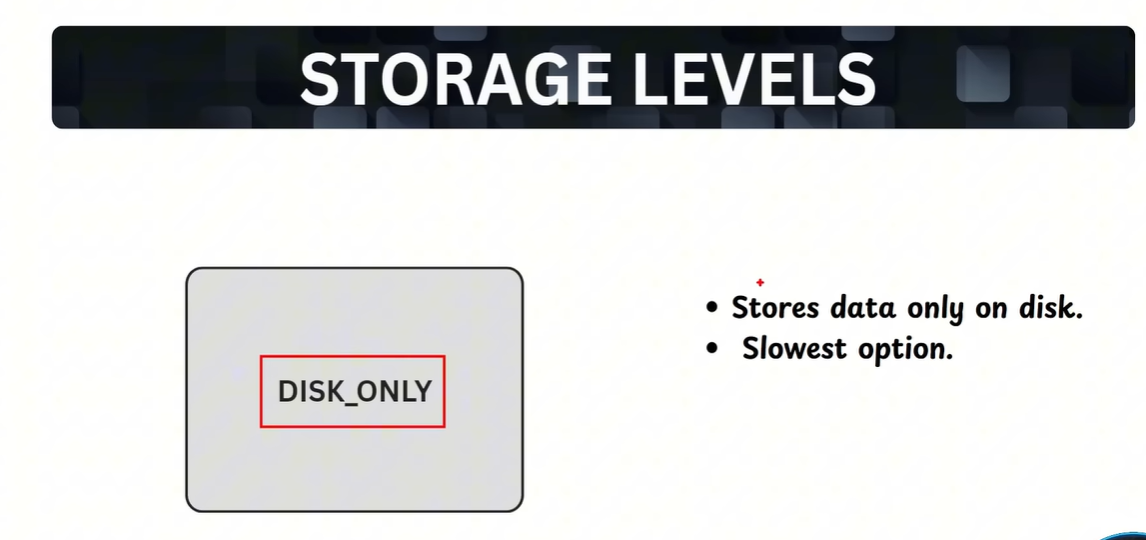 STORAGE LEVELS
• Stores data only on disk.
• Slowest option.
DISK_ONLY